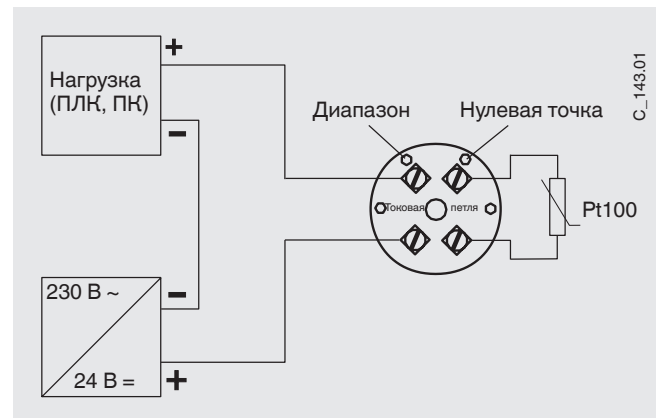 +
Нагрузка
(ПЛК, ПК)
−
C_143.01
Диапазон
Нулевая точка
Токовая петля
Pt100
230 В ~
−
24 В =
+